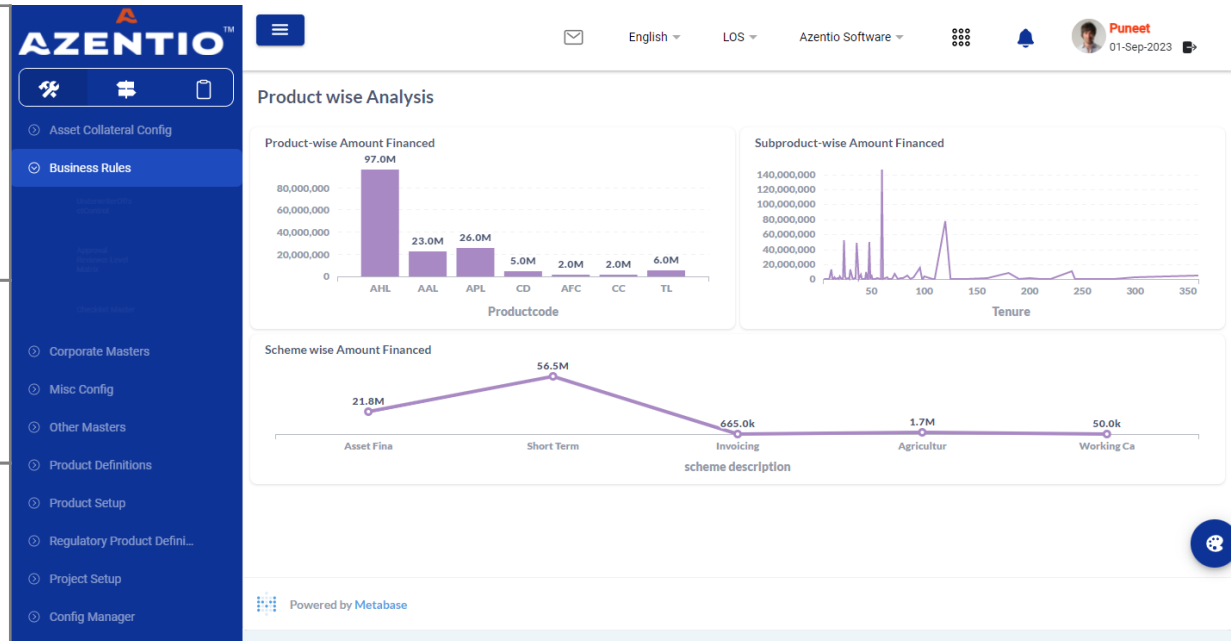 AZENTIO™
English
LOS
Azentio Software
Puneet
01-Sep-2023
Asset Collateral Config
Business Rules
Corporate Masters
Misc Config
Other Masters
Product Definitions
Product Setup
Regulatory Product Defini...
Project Setup
Config Manager
Product wise Analysis
Product-wise Amount Financed
97.0M
80,000,000
60,000,000
40,000,000
20,000,000
0
23.0M
26.0M
5.0M
2.0M
2.0M
6.0M
AHL
AAL
APL
CD
AFC
CC
TL
Productcode
Subproduct-wise Amount Financed
140,000,000
120,000,000
100,000,000
80,000,000
60,000,000
40,000,000
20,000,000
0
50
100
150
200
250
300
350
Tenure
Scheme wise Amount Financed
21.8M
56.5M
665.0k
1.7M
50.0k
Asset Fina
Short Term
Invoicing
Agricultur
Working Ca
scheme description
Powered by Metabase